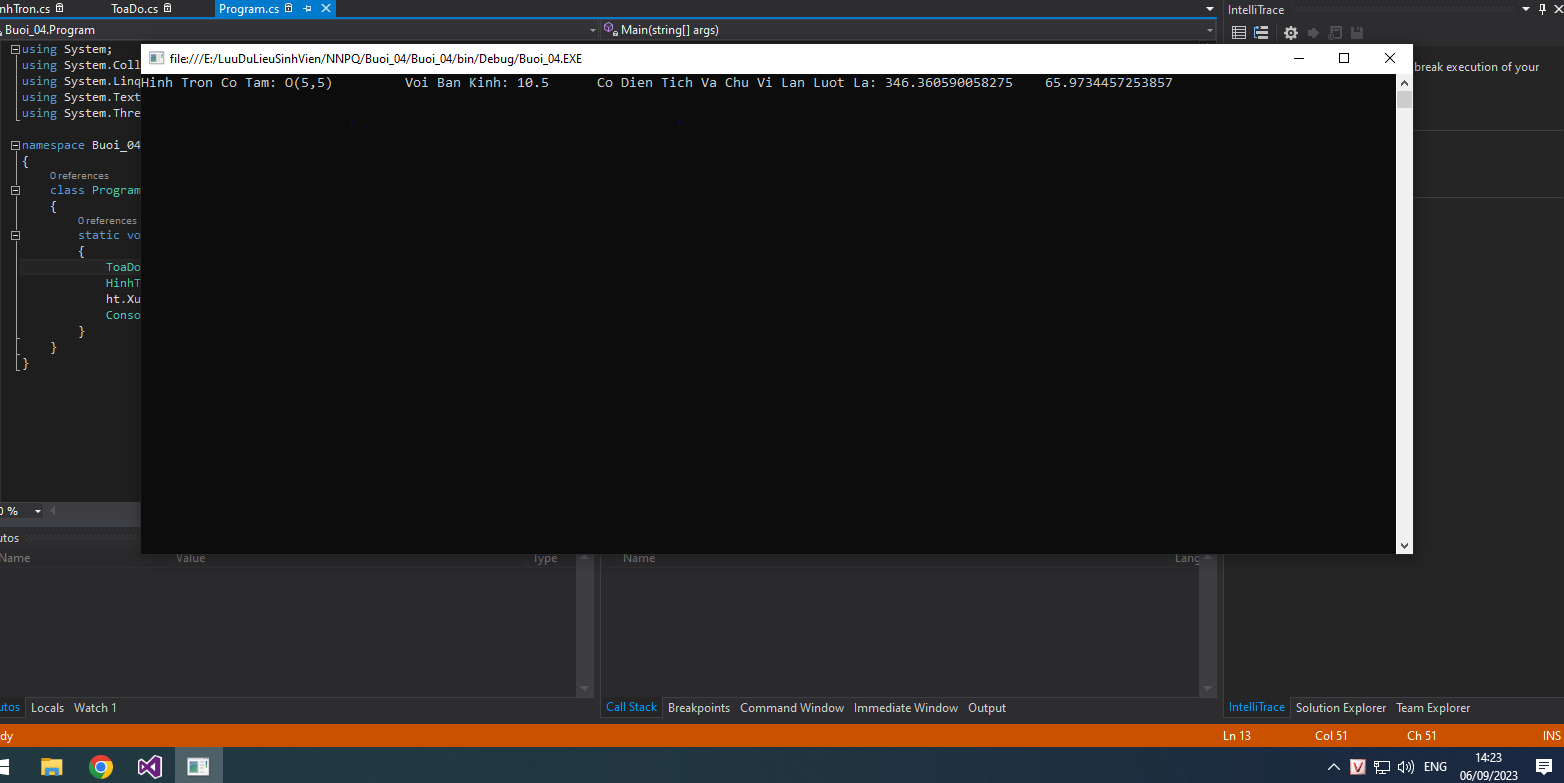 nhTron.cs
ToaDo.cs
Program.cs
IntelliTrace
Buoi_04.Program
Main(string[] args)
using System;
using System.Coll
using System.Linq
using System.Text
using System.Thre
file:///E:/LuuDuLieuSinhVien/NNPQ/Buoi_04/Buoi_04/bin/Debug/Buoi_04.EXE
break execution of your
Hinh Tron Co Tam: O(5,5) Voi Ban Kinh: 10.5 Co Dien Tich Va Chu Vi Lan Luot La: 346.360590058275 65.9734457253857
namespace Buoi_04
{
0 references
class Program
{
0 references
static vo
{
ToaDo
HinhT
ht.Xu
Conso
}
}
}
0 %
utos
Name Value Type
Name Lang
utos Locals Watch 1
Call Stack Breakpoints Command Window Immediate Window Output
IntelliTrace Solution Explorer Team Explorer
dy
Ln 13 Col 51 Ch 51 INS
V
ENG
14:23
06/09/2023